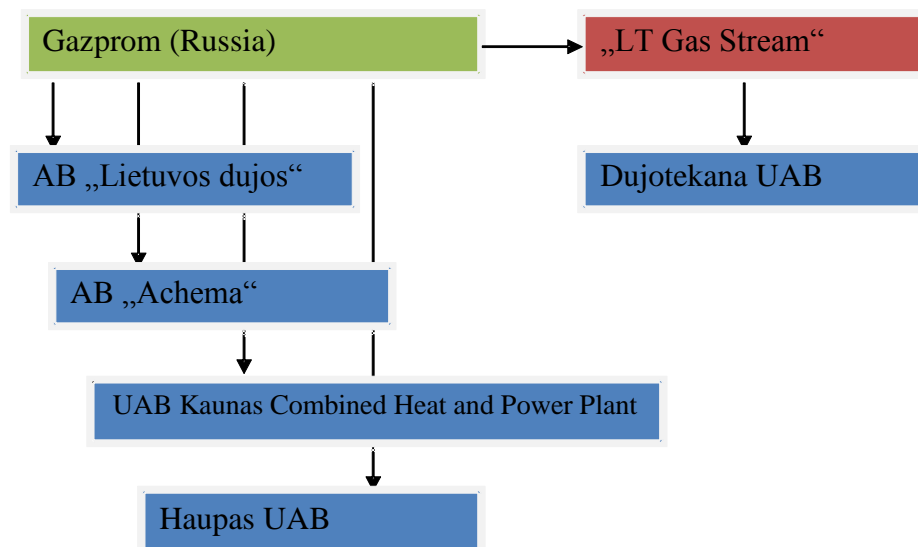 Gazprom (Russia)
„LT Gas Stream“
AB „Lietuvos dujos“
Dujotekana UAB
AB „Achema“
UAB Kaunas Combined Heat and Power Plant
Haupas UAB